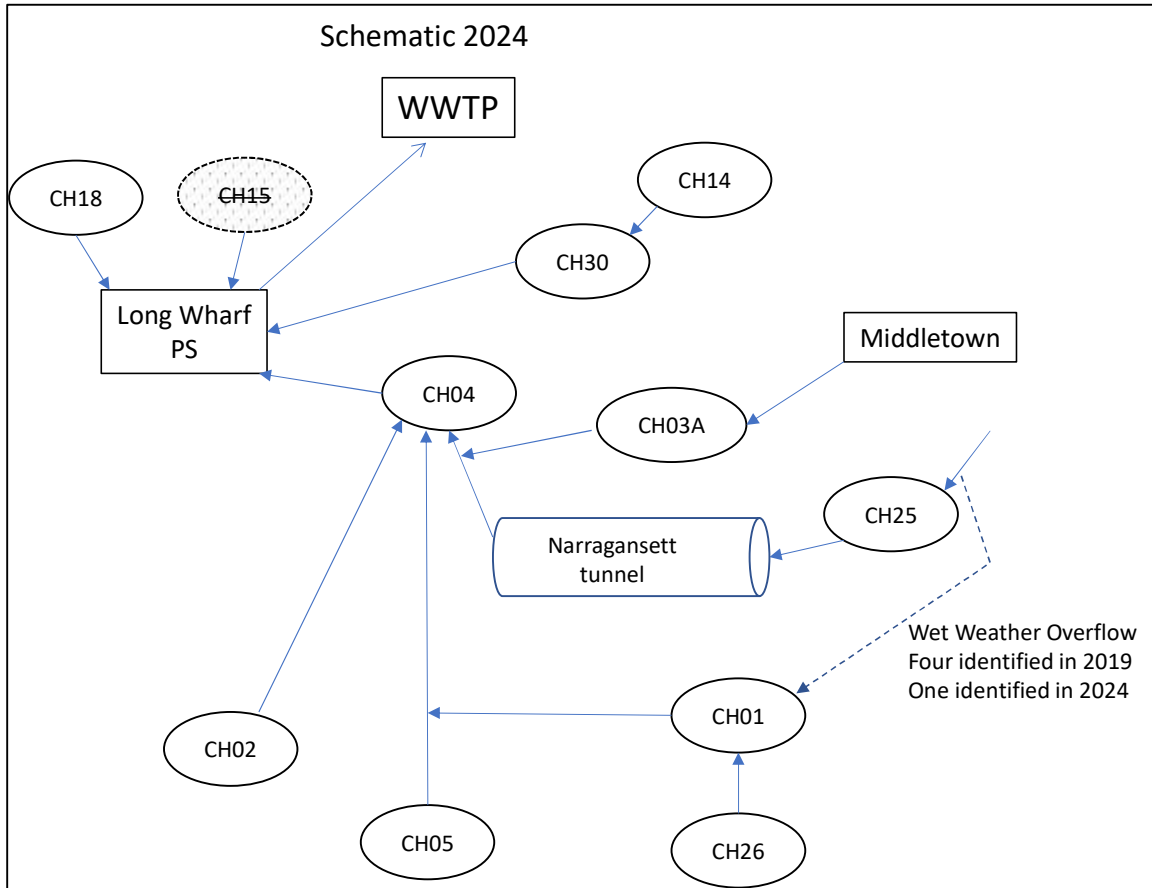 Schematic 2024
WWTP
CH18
CH15
CH14
CH30
Long Wharf
PS
Middletown
CH04
CH03A
CH25
Narragansett
tunnel
Wet Weather Overflow
Four identified in 2019
One identified in 2024
CH01
CH02
CH05
CH26